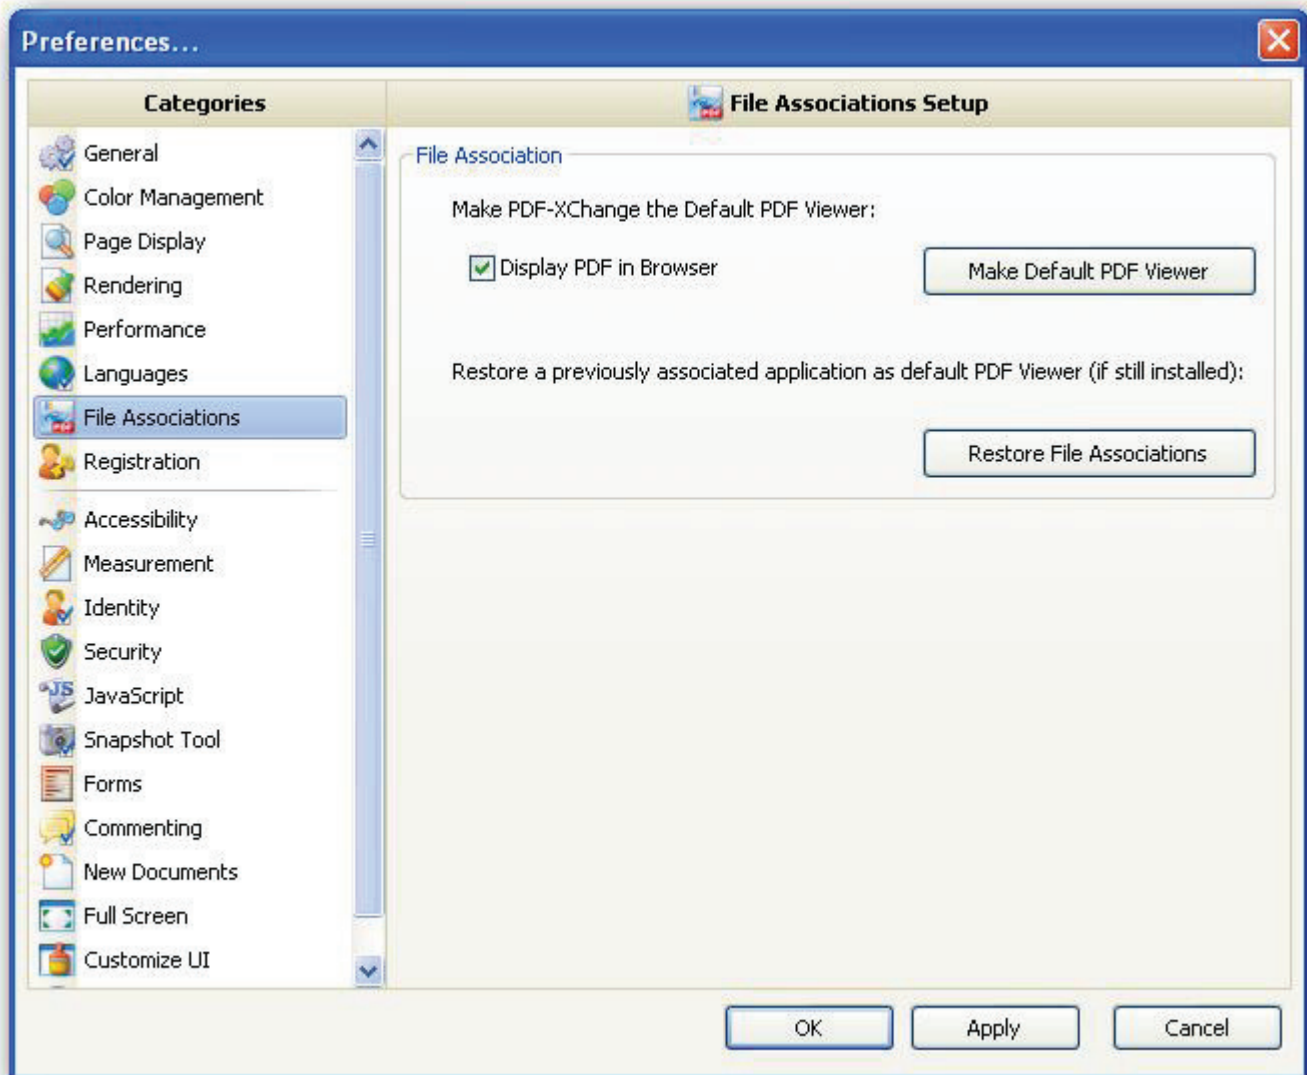 Preferences...
Categories
General
Color Management
Page Display
Rendering
Performance
Languages
File Associations
Registration
Accessibility
Measurement
Identity
Security
JavaScript
Snapshot Tool
Forms
Commenting
New Documents
Full Screen
Customize UI
File Associations Setup
File Association
Make PDF-XChange the Default PDF Viewer:
Display PDF in Browser
Make Default PDF Viewer
Restore a previously associated application as default PDF Viewer (if still installed):
Restore File Associations
OK
Apply
Cancel